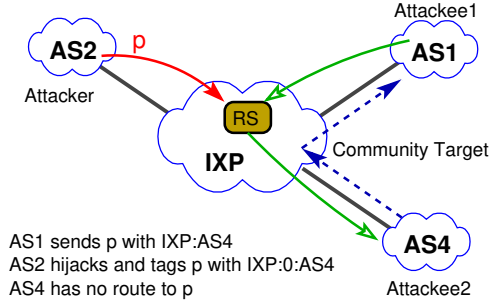 Attackee1
AS2
p
AS1
Attacker
RS
IXP
Community Target
AS4
Attackee2
AS1 sends p with IXP:AS4
AS2 hijacks and tags p with IXP:0:AS4
AS4 has no route to p